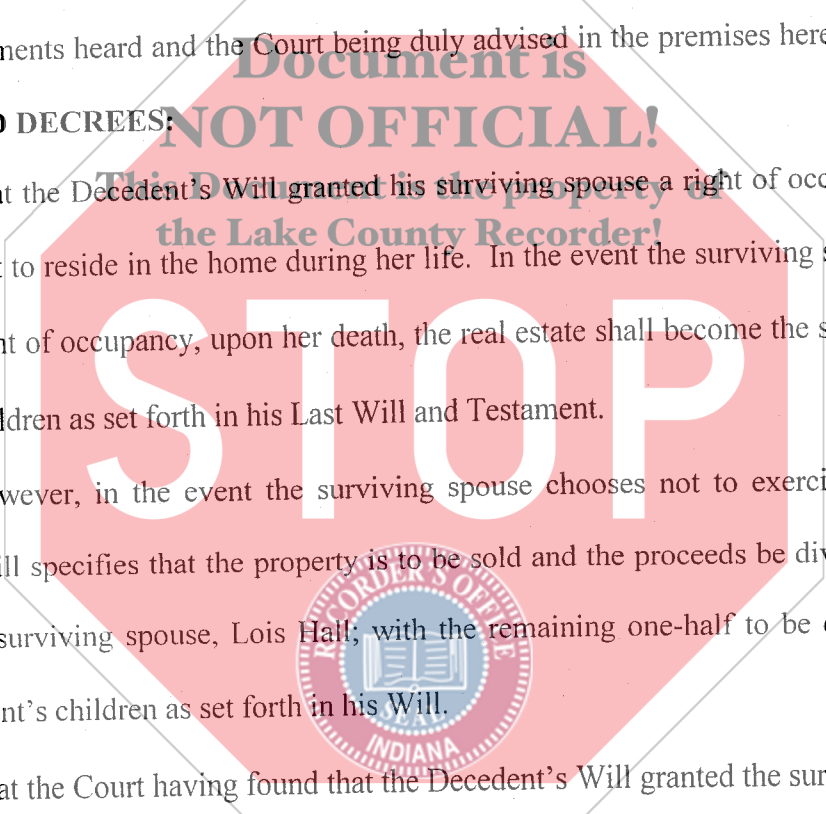 ments heard and the Court being duly advised in the premises here
Document is
DECREES:
NOT OFFICIAL!
at the Decedent's Will granted his surviving spouse a right of occ
This Document is the property of
the Lake County Recorder!
t to reside in the home during her life. In the event the surviving s
nt of occupancy, upon her death, the real estate shall become the s
STOP
ldren as set forth in his Last Will and Testament.
wever, in the event the surviving spouse chooses not to exerci
ill specifies that the property is to be sold and the proceeds be div
RECORDER'S OFFICE
surviving spouse, Lois Hall; with the remaining one-half to be
nt's children as set forth in his Will.
SEAL
INDIANA
at the Court having found that the Decedent's Will granted the sur